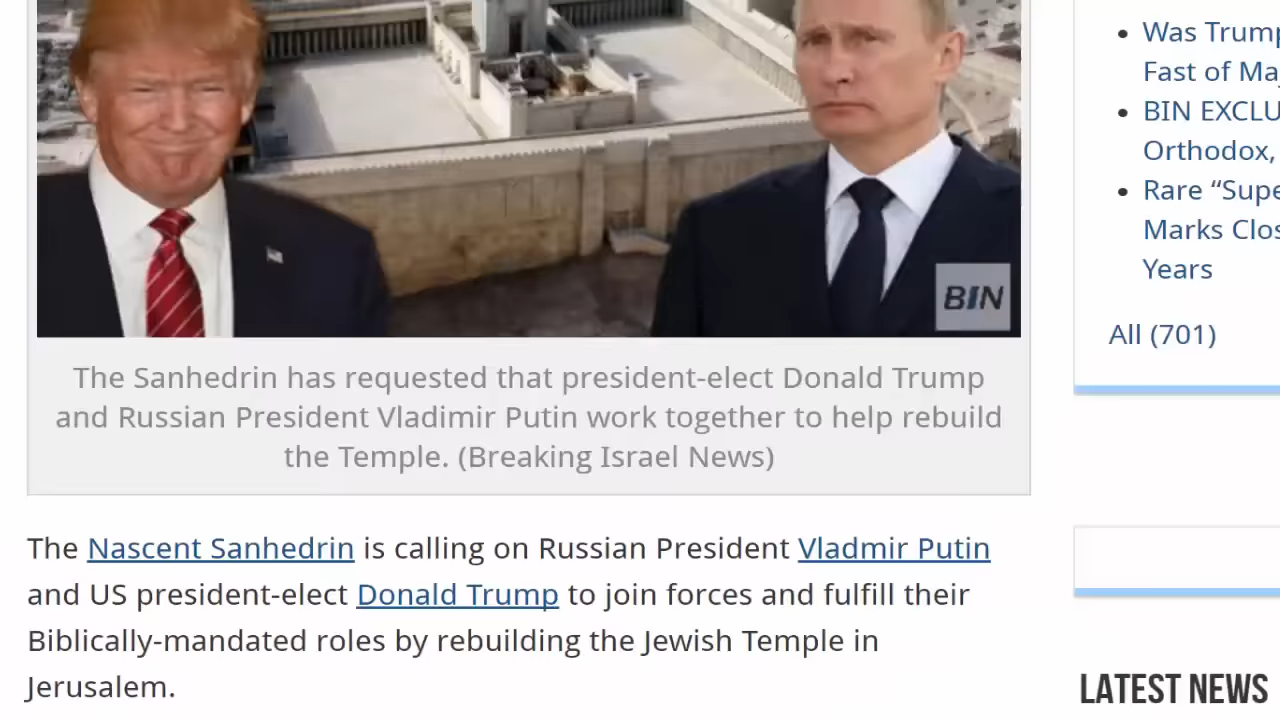 BIN
The Sanhedrin has requested that president-elect Donald Trump
and Russian President Vladimir Putin work together to help rebuild
the Temple. (Breaking Israel News)
The Nascent Sanhedrin is calling on Russian President Vladmir Putin
and US president-elect Donald Trump to join forces and fulfill their
Biblically-mandated roles by rebuilding the Jewish Temple in
Jerusalem.
Was Trump
Fast of Ma
BIN EXCLU
Orthodox,
Rare “Supe
Marks Clos
Years
All (701)
LATEST NEWS